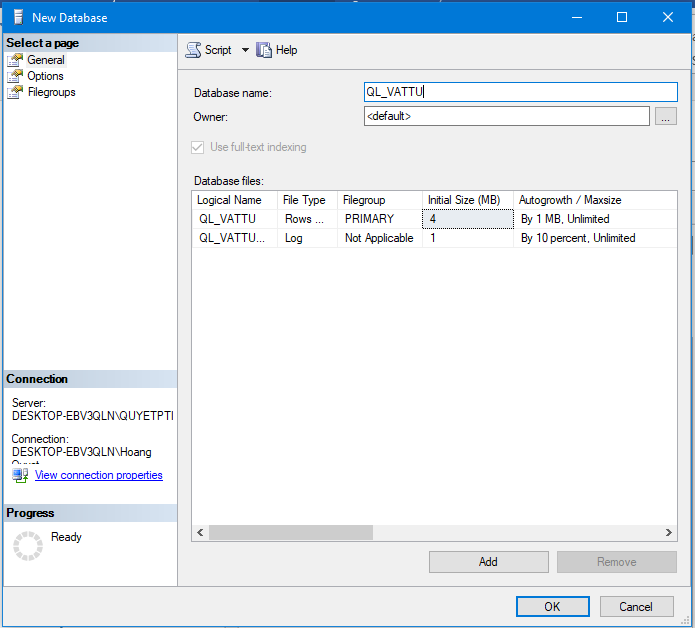 New Database
Select a page
General
Options
Filegroups
Script Help
Database name: QL_VATTU
Owner: <default> ...
Use full-text indexing
Database files:
Logical Name File Type Filegroup Initial Size (MB) Autogrowth / Maxsize
QL_VATTU Rows ... PRIMARY 4 By 1 MB, Unlimited
QL_VATTU... Log Not Applicable 1 By 10 percent, Unlimited
Connection
Server:
DESKTOP-EBV3QLN\QUYETPT
Connection:
DESKTOP-EBV3QLN\Hoang
View connection properties
Progress
Ready
Add Remove
OK Cancel